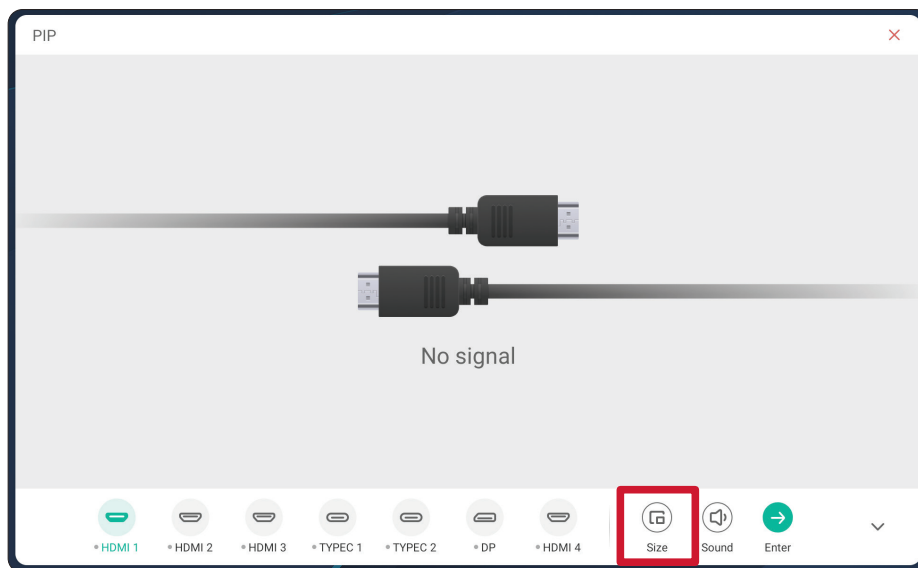 PIP
No signal
HDMI 1
HDMI 2
HDMI 3
TYPEC 1
TYPEC 2
DP
HDMI 4
Size
Sound
Enter